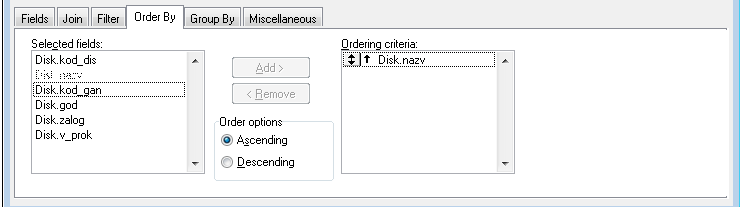 Fields Join Filter Order By Group By Miscellaneous
Selected fields:
Ordering criteria:
Disk.kod_dis
Disk.nazv
Disk.kod_gan
Disk.god
Disk.zalog
Disk.v_prok
Add >
< Remove
Order options
Ascending
Descending
Disk.nazv